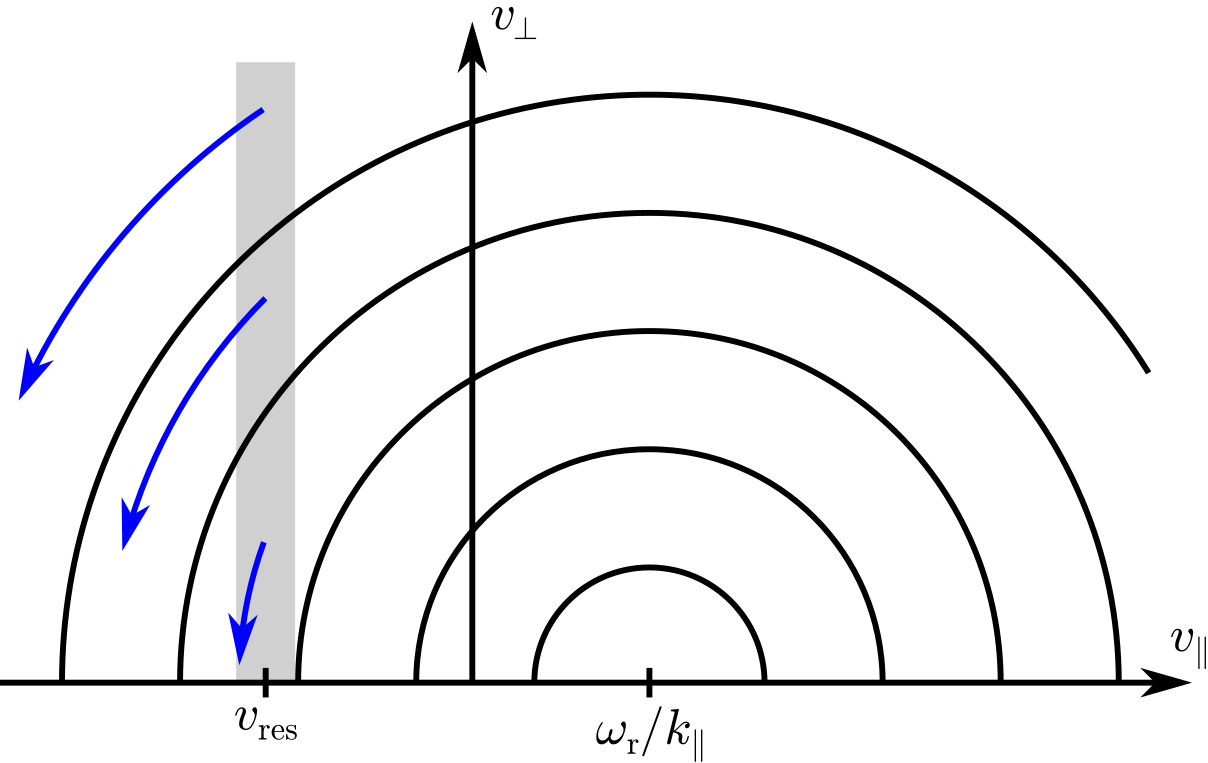 v⊥
v∥
v_res
ω_r/k∥